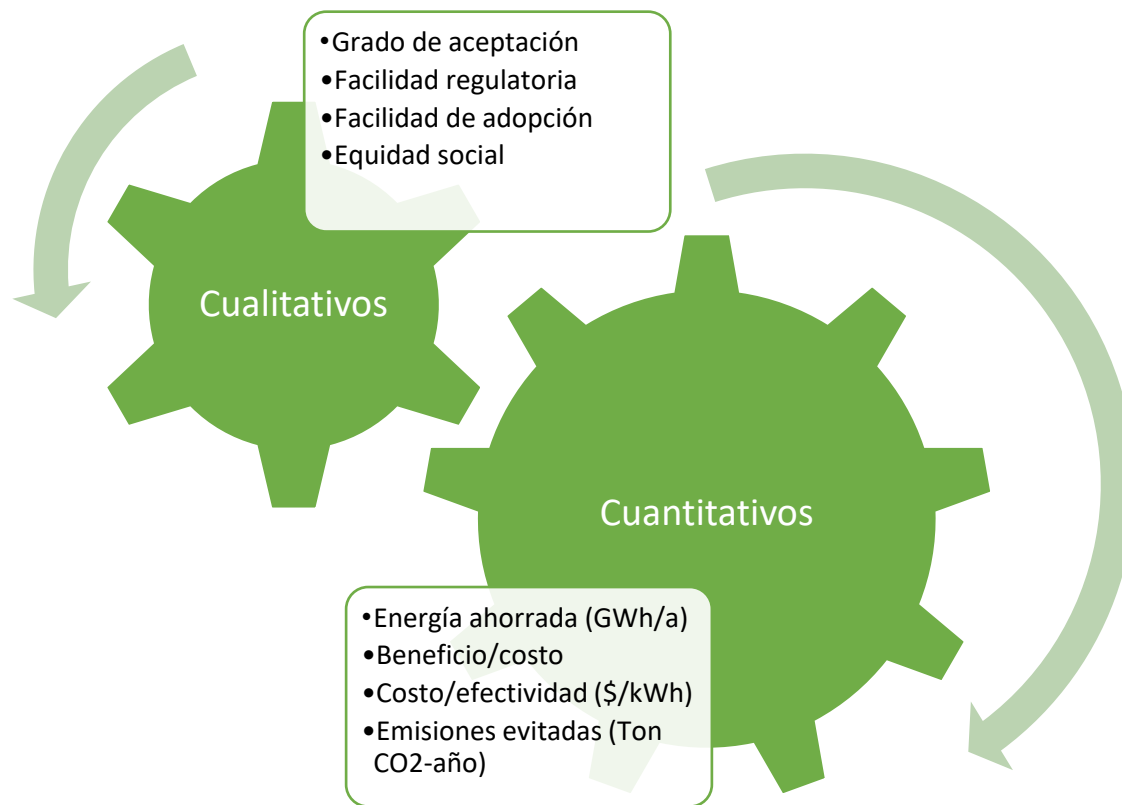 •Grado de aceptación
•Facilidad regulatoria
•Facilidad de adopción
•Equidad social
Cualitativos
Cuantitativos
•Energía ahorrada (GWh/a)
•Beneficio/costo
•Costo/efectividad ($/kWh)
•Emisiones evitadas (Ton
CO2-año)